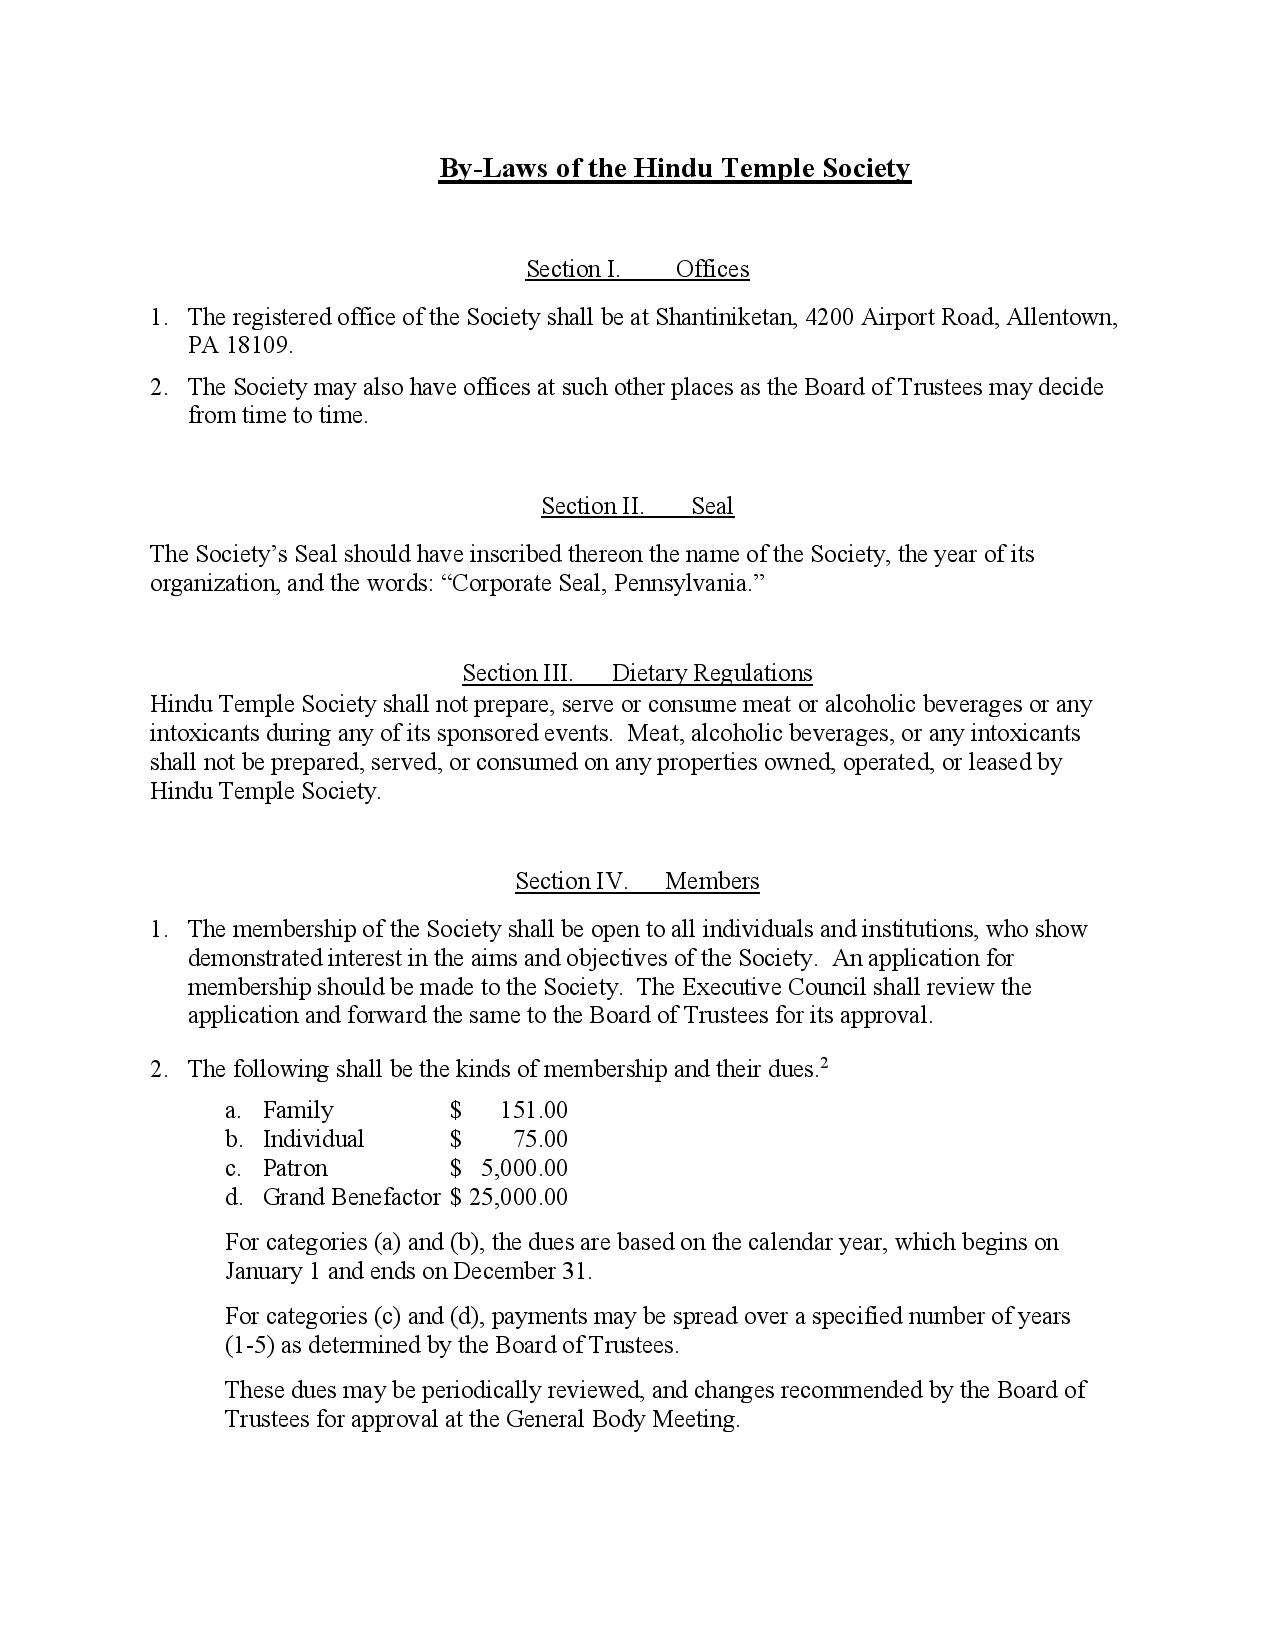 By-Laws of the Hindu Temple Society
Section I. Offices
1. The registered office of the Society shall be at Shantiniketan, 4200 Airport Road, Allentown,
PA 18109.
2. The Society may also have offices at such other places as the Board of Trustees may decide
from time to time.
Section II. Seal
The Society’s Seal should have inscribed thereon the name of the Society, the year of its
organization, and the words: “Corporate Seal, Pennsylvania.”
Section III. Dietary Regulations
Hindu Temple Society shall not prepare, serve or consume meat or alcoholic beverages or any
intoxicants during any of its sponsored events. Meat, alcoholic beverages, or any intoxicants
shall not be prepared, served, or consumed on any properties owned, operated, or leased by
Hindu Temple Society.
Section IV. Members
1. The membership of the Society shall be open to all individuals and institutions, who show
demonstrated interest in the aims and objectives of the Society. An application for
membership should be made to the Society. The Executive Council shall review the
application and forward the same to the Board of Trustees for its approval.
2. The following shall be the kinds of membership and their dues.²
a. Family $ 151.00
b. Individual $ 75.00
c. Patron $ 5,000.00
d. Grand Benefactor $ 25,000.00
For categories (a) and (b), the dues are based on the calendar year, which begins on
January 1 and ends on December 31.
For categories (c) and (d), payments may be spread over a specified number of years
(1-5) as determined by the Board of Trustees.
These dues may be periodically reviewed, and changes recommended by the Board of
Trustees for approval at the General Body Meeting.